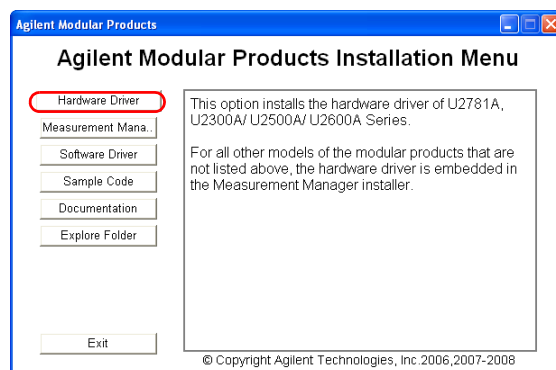 Agilent Modular Products
Agilent Modular Products Installation Menu
Hardware Driver
Measurement Mana..
Software Driver
Sample Code
Documentation
Explore Folder
Exit
This option installs the hardware driver of U2781A,
U2300A/ U2500A/ U2600A Series.
For all other models of the modular products that are
not listed above, the hardware driver is embedded in
the Measurement Manager installer.
© Copyright Agilent Technologies, Inc.2006,2007-2008